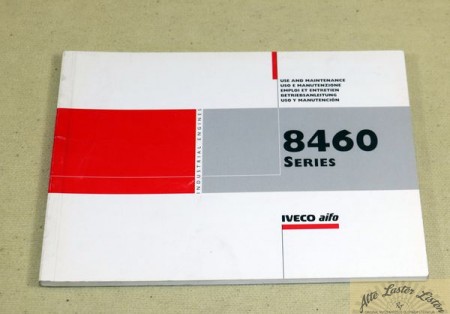 USE AND MAINTENANCE
USO E MANUTENZIONE
EMPLOI ET ENTRETIEN
BETRIEBSANLEITUNG
USO Y MANUTENCIÓN
INDUSTRIAL ENGINES
8460
SERIES
IVECO aifo
Alte Laster Listen